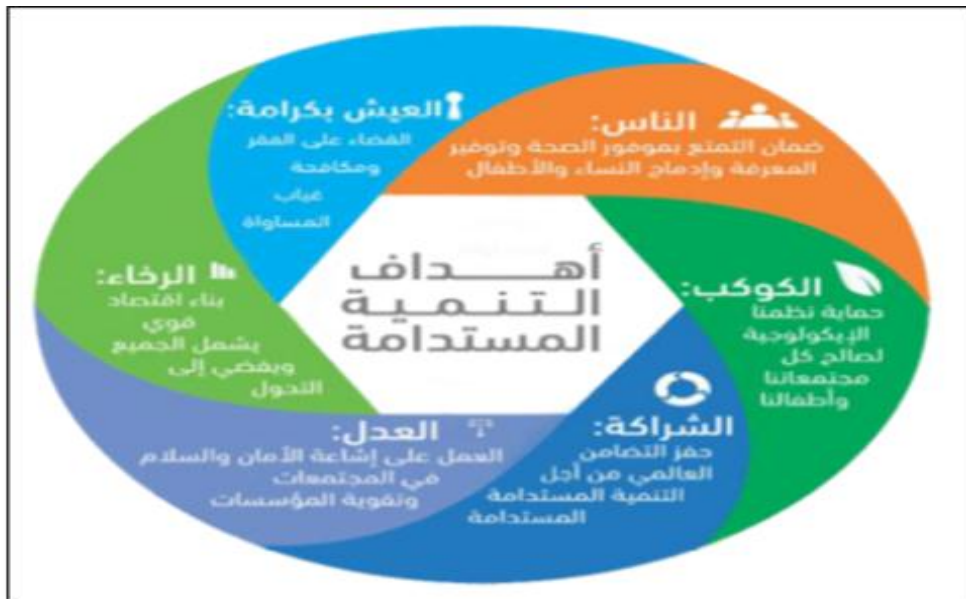 أهداف
التنمية
المستدامة
العيش بكرامة:
القضاء على الفقر
ومكافحة
غياب
المساواة
الناس:
ضمان التمتع بموفور الصحة وتوفير
المعرفة وإدماج النساء والأطفال
الكوكب:
حماية نظمنا
الإيكولوجية
لصالح كل
مجتمعاتنا
وأطفالنا
الشراكة:
حفز التضامن
العالمي من أجل
التنمية المستدامة
المستدامة
العدل:
العمل على إشاعة الأمان والسلام
في المجتمعات
وتقوية المؤسسات
الرخاء:
بناء اقتصاد
قوي
يشمل الجميع
ويفضي إلى
التحول